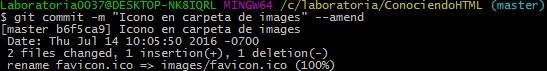 Laboratoria0037@DESKTOP-NK8IQRL MINGW64 /c/laboratoria/ConociendoHTML (master)
$ git commit -m "Icono en carpeta de images" --amend
[master b6f5ca9] Icono en carpeta de images
 Date: Thu Jul 14 10:05:50 2016 -0700
 2 files changed, 1 insertion(+), 1 deletion(-)
 rename favicon.ico => images/favicon.ico (100%)